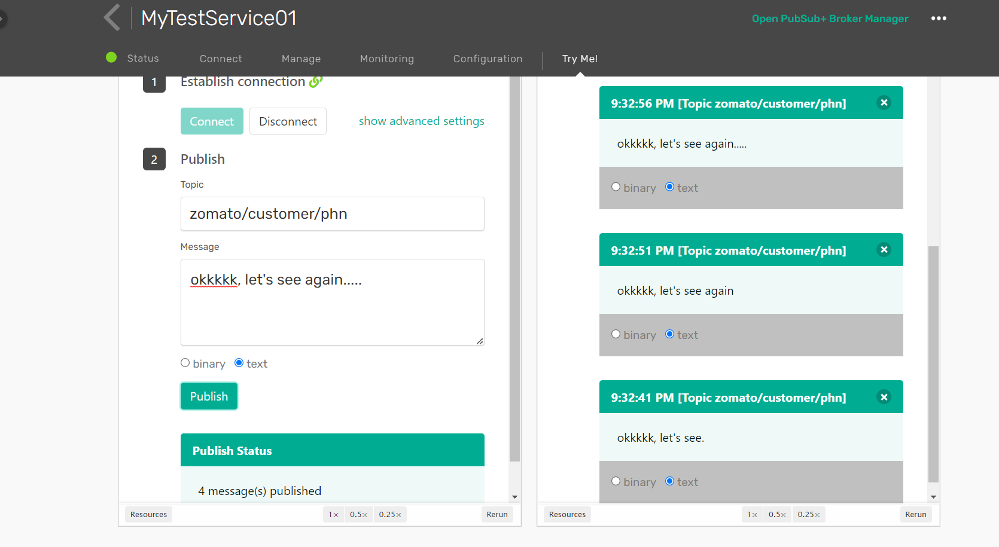 MyTestService01
Open PubSub+ Broker Manager
Status
Connect
Manage
Monitoring
Configuration
Try Me!
1
Establish connection
Connect
Disconnect
show advanced settings
2
Publish
Topic
zomato/customer/phn
Message
okkkkk, let's see again.....
binary
text
Publish
Publish Status
4 message(s) published
Resources
1×
0.5×
0.25×
Rerun
9:32:56 PM [Topic zomato/customer/phn]
okkkkk, let's see again.....
binary
text
9:32:51 PM [Topic zomato/customer/phn]
okkkkk, let's see again
binary
text
9:32:41 PM [Topic zomato/customer/phn]
okkkkk, let's see.
binary
text
Resources
1×
0.5×
0.25×
Rerun